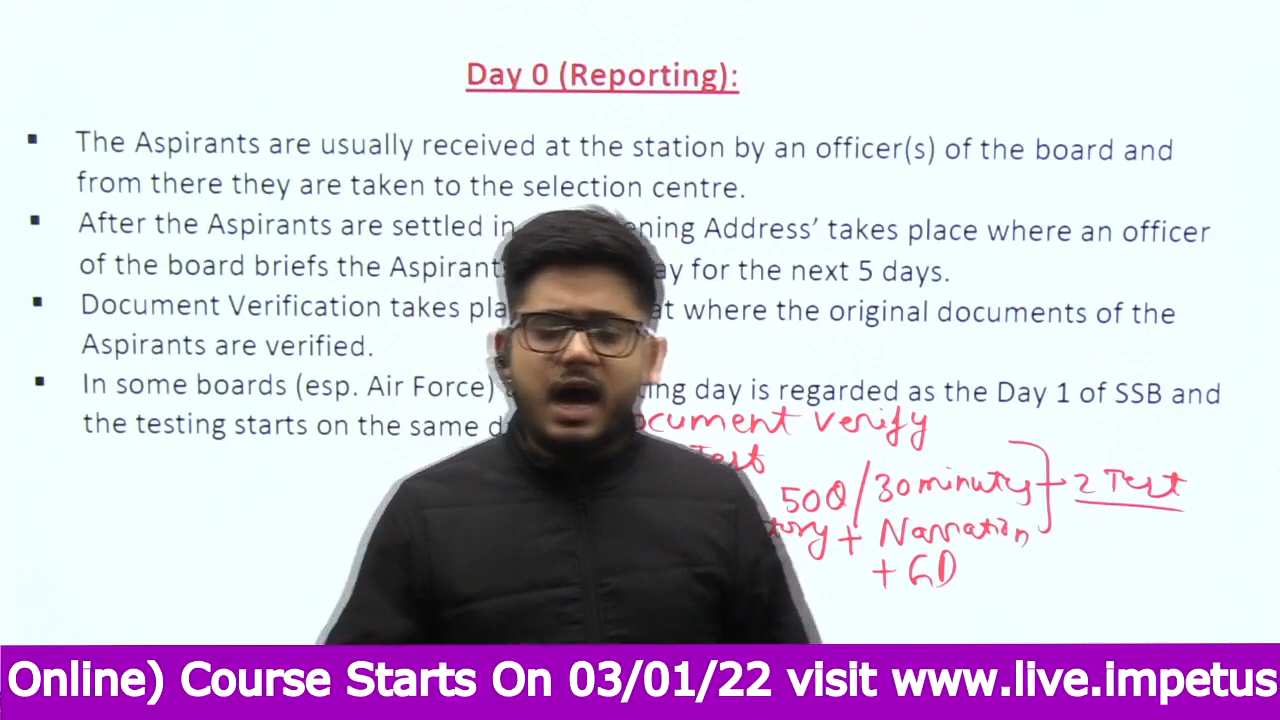 Day 0 (Reporting):
▪ The Aspirants are usually received at the station by an officer(s) of the board and
from there they are taken to the selection centre.
▪ After the Aspirants are settled in ning Address’ takes place where an officer
of the board briefs the Aspirant ay for the next 5 days.
▪ Document Verification takes pla at where the original documents of the
Aspirants are verified.
▪ In some boards (esp. Air Force) ing day is regarded as the Day 1 of SSB and
the testing starts on the same d
ocument verify
Test
50Q/30 minutes
2 Test
tory + Narration
+ GD
Online) Course Starts On 03/01/22 visit www.live.impetus